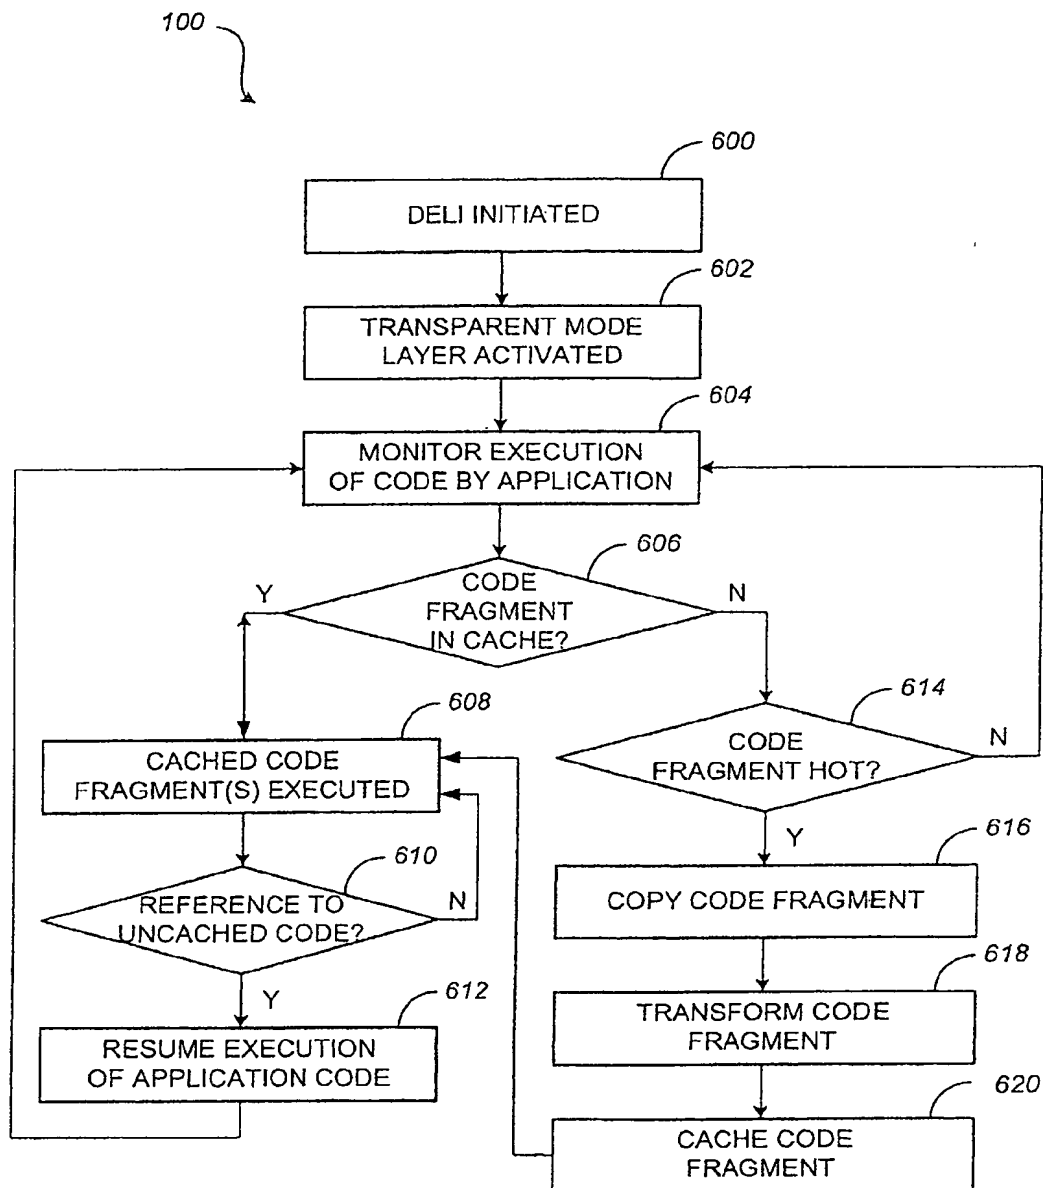 100
600
DELI INITIATED
602
TRANSPARENT MODE
LAYER ACTIVATED
604
MONITOR EXECUTION
OF CODE BY APPLICATION
606
CODE
FRAGMENT
IN CACHE?
Y
N
608
CACHED CODE
FRAGMENT(S) EXECUTED
614
CODE
FRAGMENT HOT?
N
Y
610
REFERENCE TO
UNCACHED CODE?
N
Y
616
COPY CODE FRAGMENT
612
RESUME EXECUTION
OF APPLICATION CODE
618
TRANSFORM CODE
FRAGMENT
620
CACHE CODE
FRAGMENT